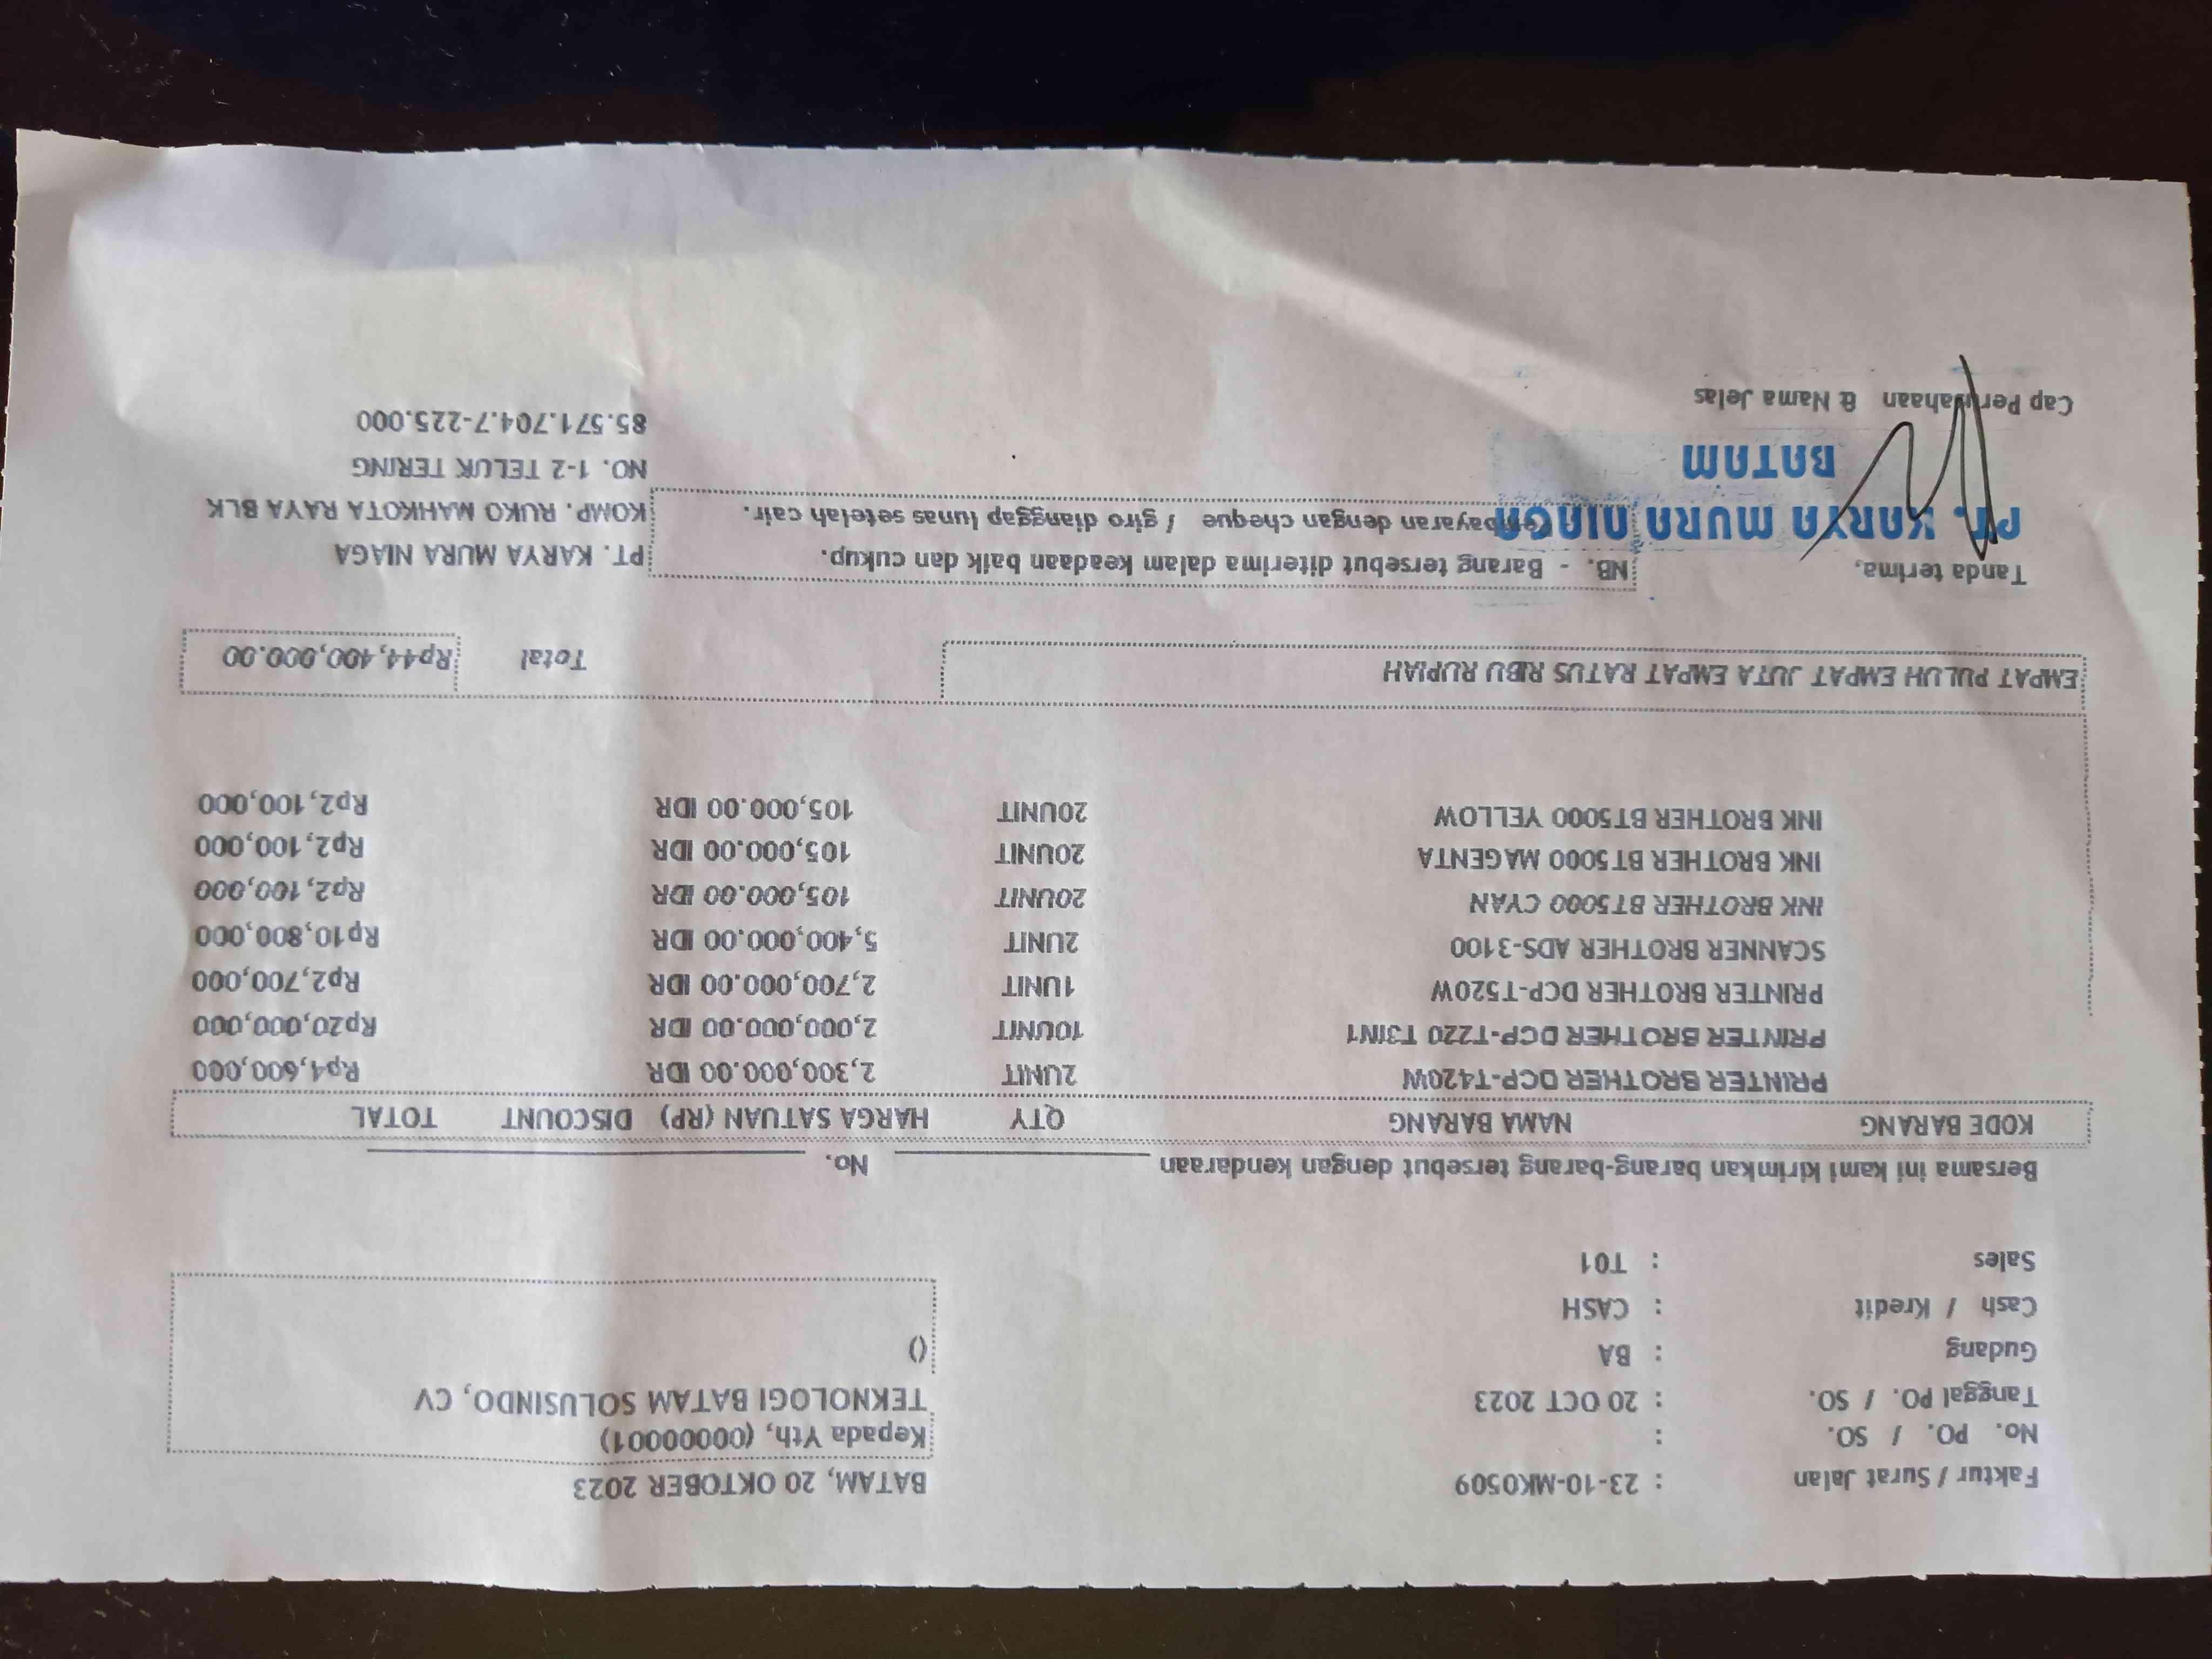 BATAM, 20 OKTOBER 2023
Faktur / Surat Jalan : 23-10-MK0509
Kepada Yth, (00000001)
No. PO. / SO. :
TEKNOLOGI BATAM SOLUSINDO, CV
Tanggal PO. / SO. : 20 OCT 2023
()
Gudang : BA
Cash / Kredit : CASH
Sales : T01
Bersama ini kami kirimkan barang-barang tersebut dengan kendaraan No.
KODE BARANG NAMA BARANG QTY HARGA SATUAN (RP) DISCOUNT TOTAL
PRINTER BROTHER DCP-T420W 2UNIT 2,300,000.00 IDR Rp4,600,000
PRINTER BROTHER DCP-T220 T3IN1 10UNIT 2,000,000.00 IDR Rp20,000,000
PRINTER BROTHER DCP-T520W 1UNIT 2,700,000.00 IDR Rp2,700,000
SCANNER BROTHER ADS-3100 2UNIT 5,400,000.00 IDR Rp10,800,000
INK BROTHER BT5000 CYAN 20UNIT 105,000.00 IDR Rp2,100,000
INK BROTHER BT5000 MAGENTA 20UNIT 105,000.00 IDR Rp2,100,000
INK BROTHER BT5000 YELLOW 20UNIT 105,000.00 IDR Rp2,100,000
EMPAT PULUH EMPAT JUTA EMPAT RATUS RIBU RUPIAH Total Rp44,400,000.00
Tanda terima,
NB. - Barang tersebut diterima dalam keadaan baik dan cukup.
Pembayaran dengan cheque / giro dianggap lunas setelah cair.
PT. KARYA MURA NIAGA
KOMP. RUKO MAHKOTA RAYA BLK
NO. 1-2 TELUK TERING
85.571.704.7-225.000
PT. KARYA MURA NIAGA
BATAM
Cap Perusahaan & Nama Jelas